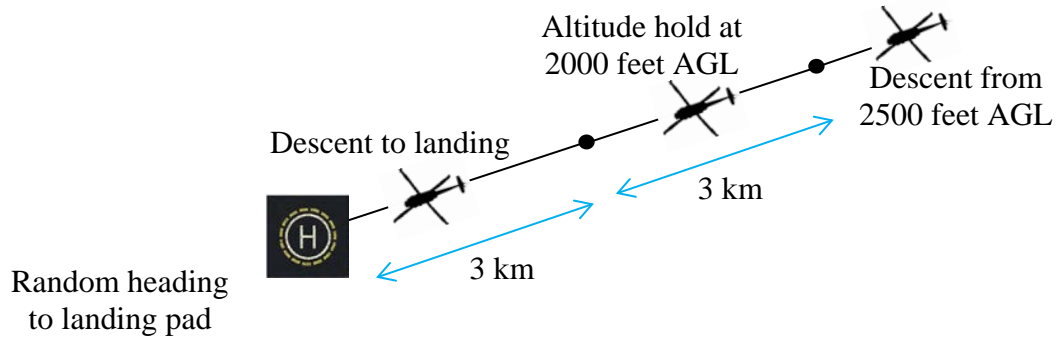 Altitude hold at
2000 feet AGL
Descent from
2500 feet AGL
Descent to landing
3 km
H
3 km
Random heading
to landing pad